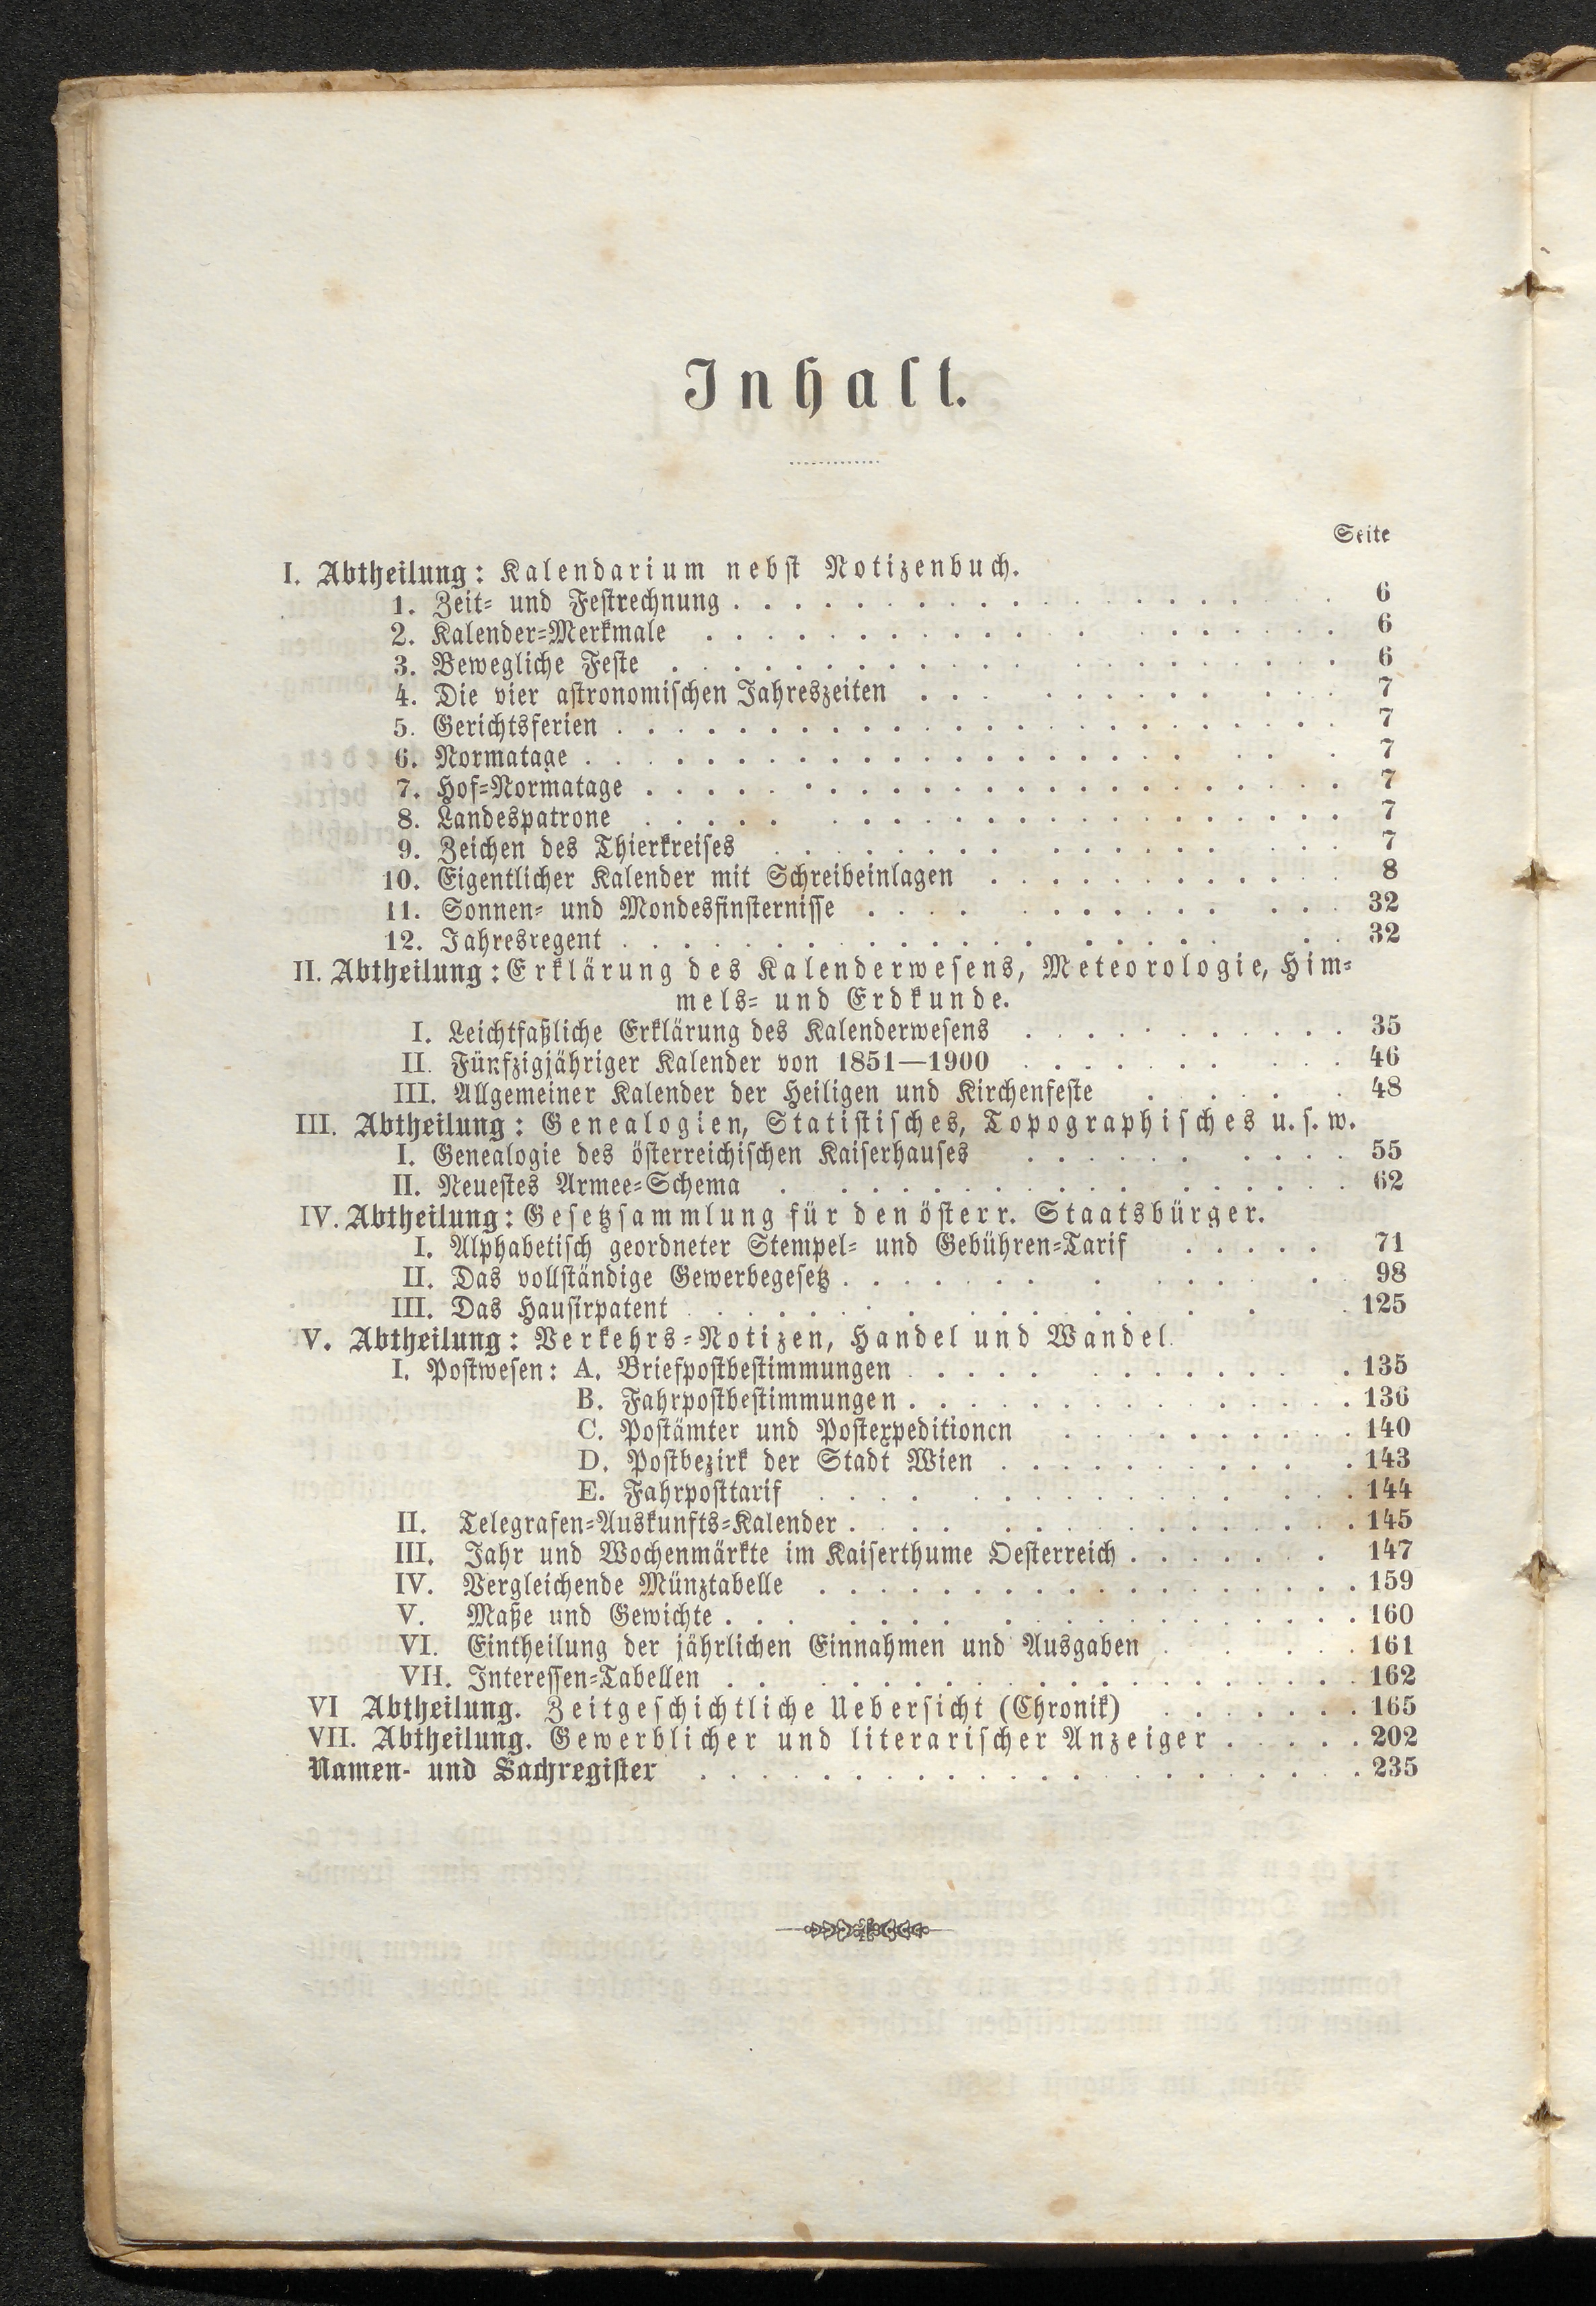 Inhalt.
Seite
I. Abtheilung: Kalendarium nebst Notizenbuch.
1. Zeit- und Festrechnung . . . . . . . . . . 6
2. Kalender-Merkmale . . . . . . . . . . 6
3. Bewegliche Feste . . . . . . . . . . 6
4. Die vier astronomischen Jahreszeiten . . . . . . . . . . 7
5. Gerichtsferien . . . . . . . . . . 7
6. Normatage . . . . . . . . . . 7
7. Hof-Normatage . . . . . . . . . . 7
8. Landespatrone . . . . . . . . . . 7
9. Zeichen des Thierkreises . . . . . . . . . . 7
10. Eigentlicher Kalender mit Schreibeinlagen . . . . . . . . . . 8
11. Sonnen- und Mondesfinsternisse . . . . . . . . . . 32
12. Jahresregent . . . . . . . . . . 32
II. Abtheilung: Erklärung des Kalenderwesens, Meteorologie, Him-
mels- und Erdkunde.
I. Leichtfaßliche Erklärung des Kalenderwesens . . . . . . . . . . 35
II. Fünfzigjähriger Kalender von 1851—1900 . . . . . . . . . . 46
III. Allgemeiner Kalender der Heiligen und Kirchenfeste . . . . . 48
III. Abtheilung: Genealogien, Statistisches, Topographisches u. s. w.
I. Genealogie des österreichischen Kaiserhauses . . . . . . . . . . 55
II. Neuestes Armee-Schema . . . . . . . . . . 62
IV. Abtheilung: Gesetzsammlung für den österr. Staatsbürger.
I. Alphabetisch geordneter Stempel- und Gebühren-Tarif . . . . . 71
II. Das vollständige Gewerbegesetz . . . . . . . . . . 98
III. Das Hausirpatent . . . . . . . . . . 125
V. Abtheilung: Verkehrs-Notizen, Handel und Wandel.
I. Postwesen: A. Briefpostbestimmungen . . . . . . . . . . 135
B. Fahrpostbestimmungen . . . . . . . . . . 136
C. Postämter und Postexpeditionen . . . . . . . . . . 140
D. Postbezirk der Stadt Wien . . . . . . . . . . 143
E. Fahrposttarif . . . . . . . . . . 144
II. Telegrafen-Auskunfts-Kalender . . . . . . . . . . 145
III. Jahr und Wochenmärkte im Kaiserthume Oesterreich . . . . . . . 147
IV. Vergleichende Münztabelle . . . . . . . . . . 159
V. Maße und Gewichte . . . . . . . . . . 160
VI. Eintheilung der jährlichen Einnahmen und Ausgaben . . . . . 161
VII. Interessen-Tabellen . . . . . . . . . . 162
VI Abtheilung. Zeitgeschichtliche Uebersicht (Chronik) . . . . . . . 165
VII. Abtheilung. Gewerblicher und literarischer Anzeiger . . . . . 202
Namen- und Sachregister . . . . . . . . . . 235